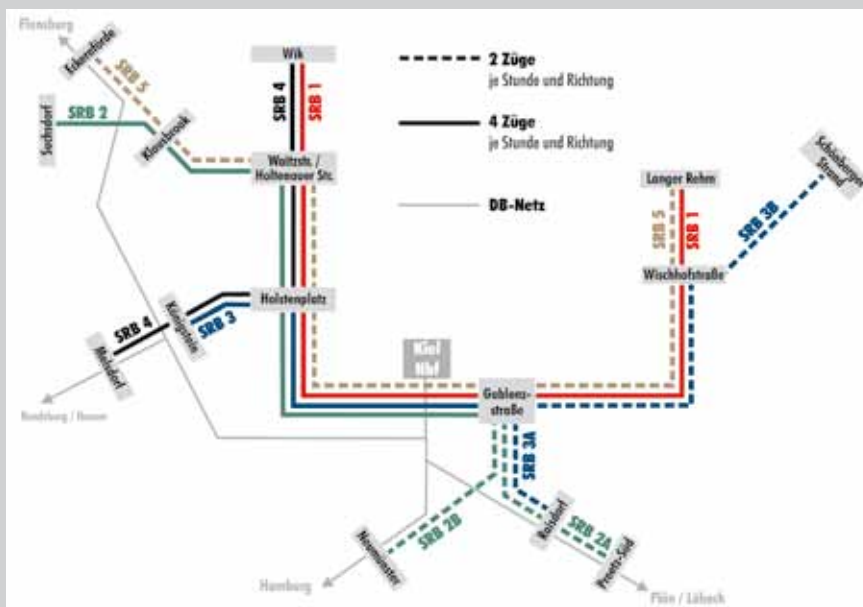 Flensburg
Eckernförde
SRB 5
SRB 2
Suchsdorf
Klausbrook
Wik
SRB 4
SRB 1
Waitzstr. /
Holtenauer Str.
2 Züge
je Stunde und Richtung
4 Züge
je Stunde und Richtung
DB-Netz
Schönberger
Strand
Langer Rehm
SRB 5
SRB 1
SRB 3B
Wischhofstraße
Holstenplatz
Königstein
SRB 3
SRB 4
Melsdorf
Rendsburg / Husum
Kiel
Hbf
Gablenz-
straße
SRB 3A
Raisdorf
SRB 2A
Preetz-Süd
SRB 2B
Neumünster
Hamburg
Plön / Lübeck